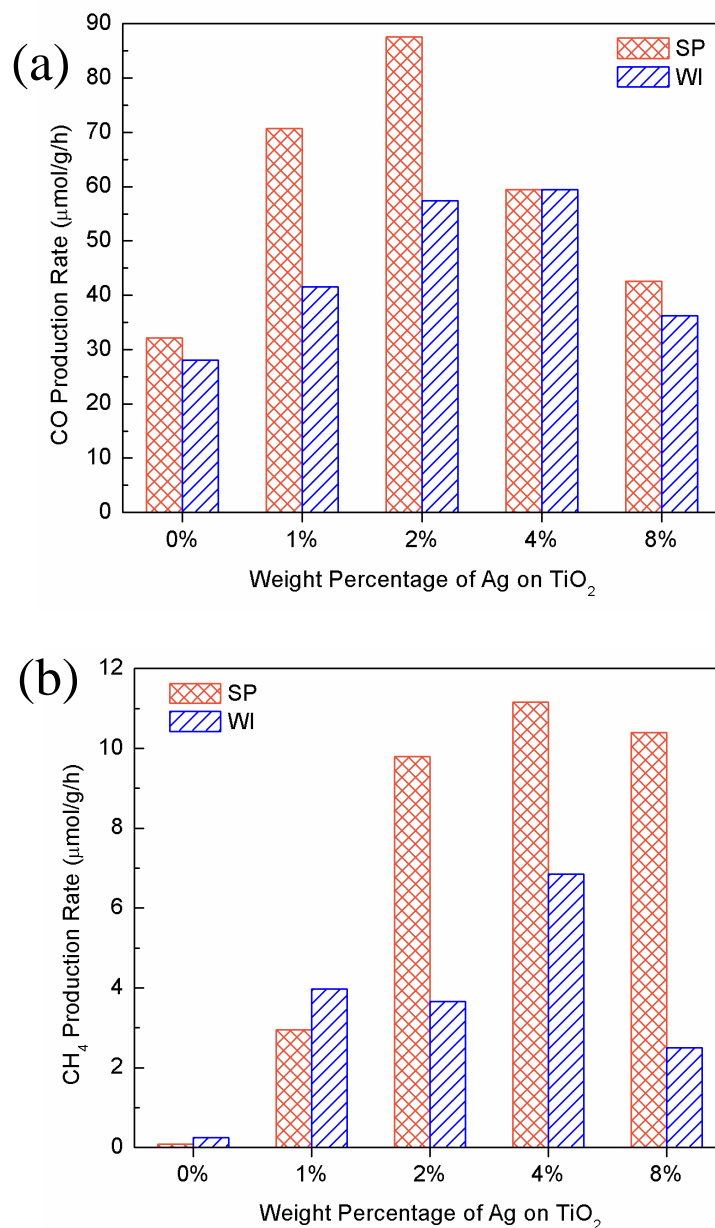 (a)
SP
WI
CO Production Rate (μmol/g/h)
90
80
70
60
50
40
30
20
10
0
0% 1% 2% 4% 8%
Weight Percentage of Ag on TiO₂
(b)
SP
WI
CH₄ Production Rate (μmol/g/h)
12
10
8
6
4
2
0
0% 1% 2% 4% 8%
Weight Percentage of Ag on TiO₂